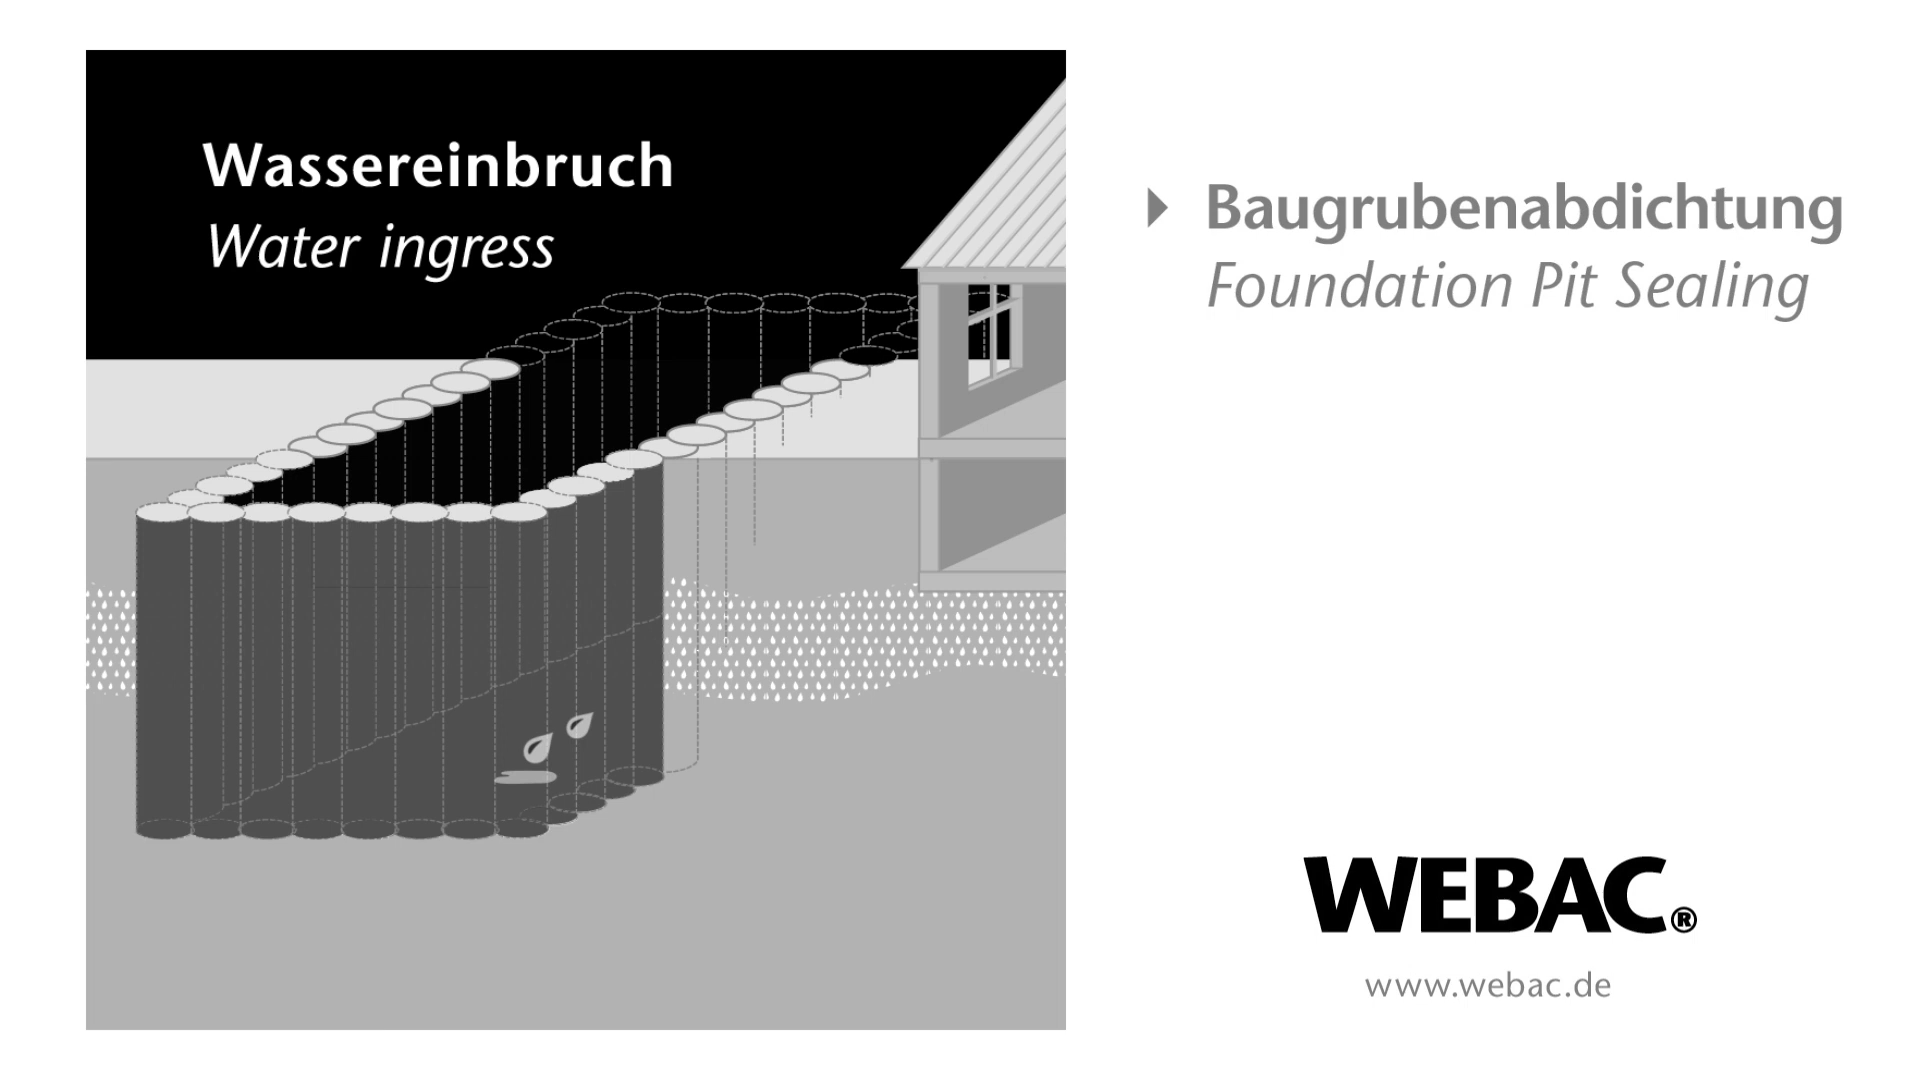 Wassereinbruch
Water ingress
Baugrubenabdichtung
Foundation Pit Sealing
WEBAC®
www.webac.de